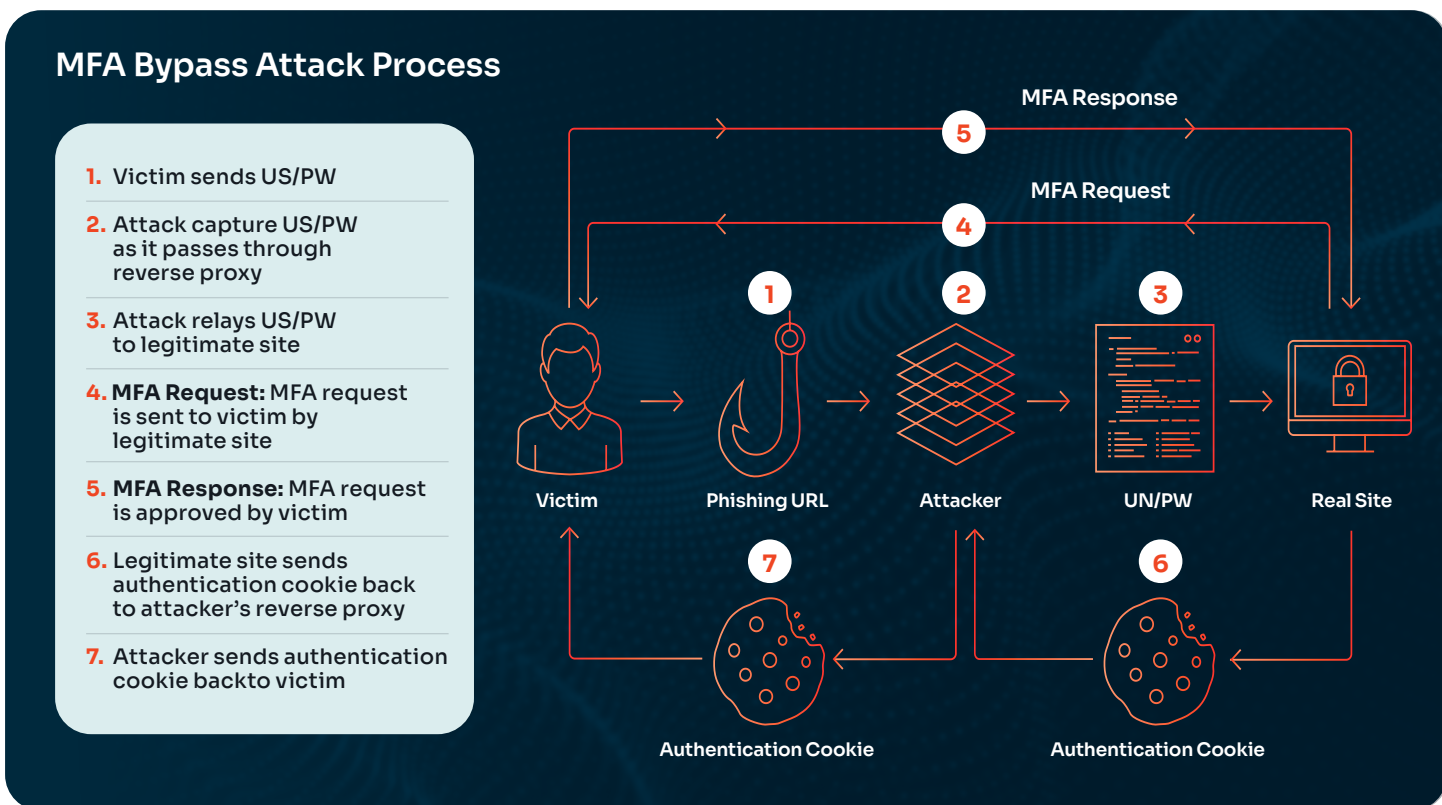 MFA Bypass Attack Process
1. Victim sends US/PW
2. Attack capture US/PW
as it passes through
reverse proxy
3. Attack relays US/PW
to legitimate site
4. MFA Request: MFA request
is sent to victim by
legitimate site
5. MFA Response: MFA request
is approved by victim
6. Legitimate site sends
authentication cookie back
to attacker’s reverse proxy
7. Attacker sends authentication
cookie backto victim
MFA Response
5
MFA Request
4
1
2
3
Victim
Phishing URL
Attacker
UN/PW
Real Site
7
6
Authentication Cookie
Authentication Cookie